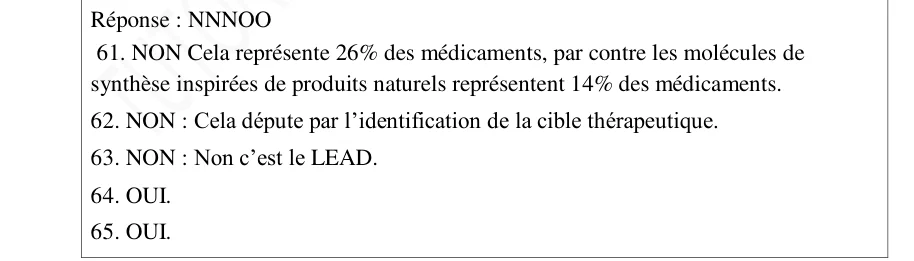 Réponse : NNNOO
61. NON Cela représente 26% des médicaments, par contre les molécules de
synthèse inspirées de produits naturels représentent 14% des médicaments.
62. NON : Cela députe par l’identification de la cible thérapeutique.
63. NON : Non c’est le LEAD.
64. OUI.
65. OUI.